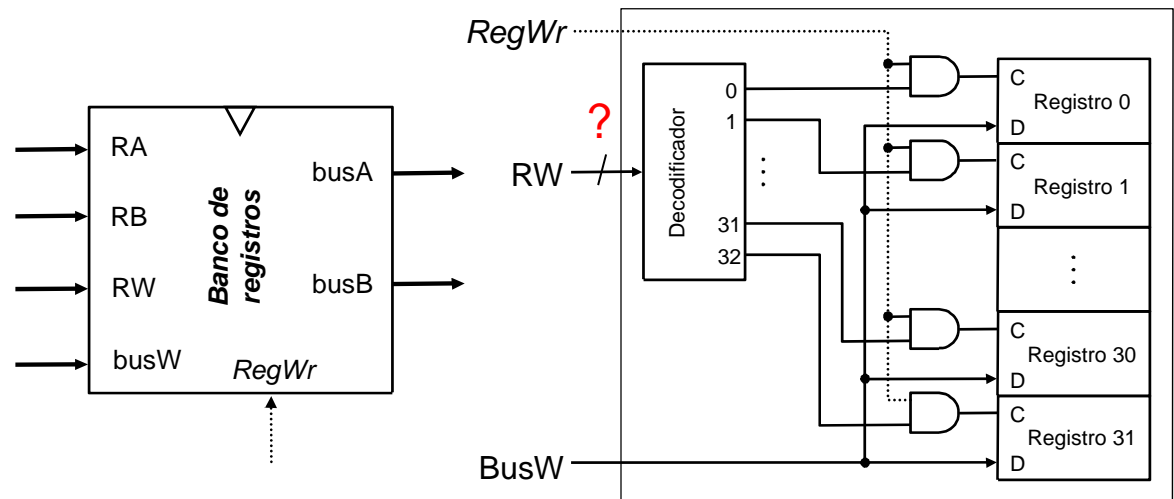 RA
RB
RW
busW
Banco de
registros
busA
busB
RegWr
RegWr
?
RW
BusW
Decodificador
0
1
⋮
31
32
C
Registro 0
D
C
Registro 1
D
⋮
C
Registro 30
D
C
Registro 31
D